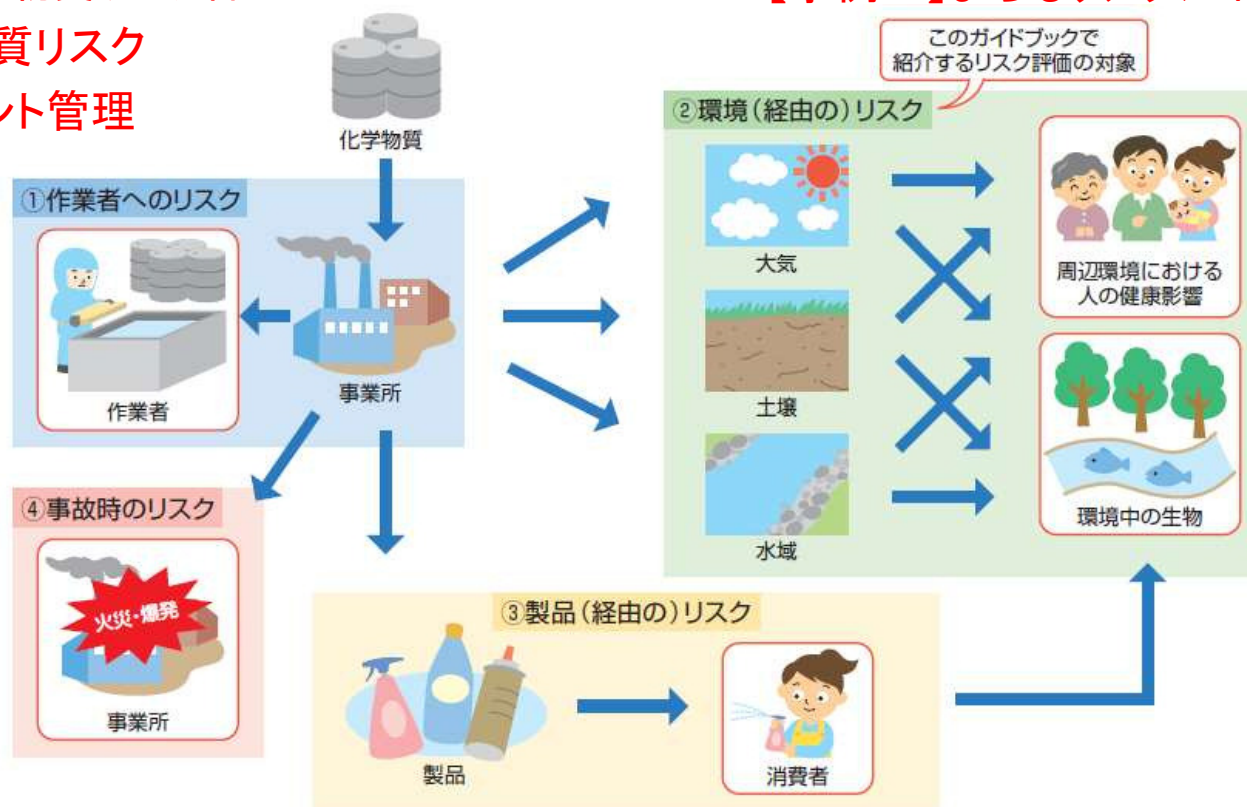 質リスク
ント管理
このガイドブックで
紹介するリスク評価の対象
化学物質
②環境(経由の)リスク
①作業者へのリスク
大気
周辺環境における
人の健康影響
事業所
作業者
土壌
④事故時のリスク
水域
環境中の生物
火災・爆発
事業所
③製品(経由の)リスク
製品
消費者